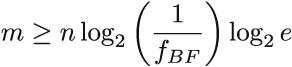 m ≥ n log₂ (1 / f_BF) log₂ e